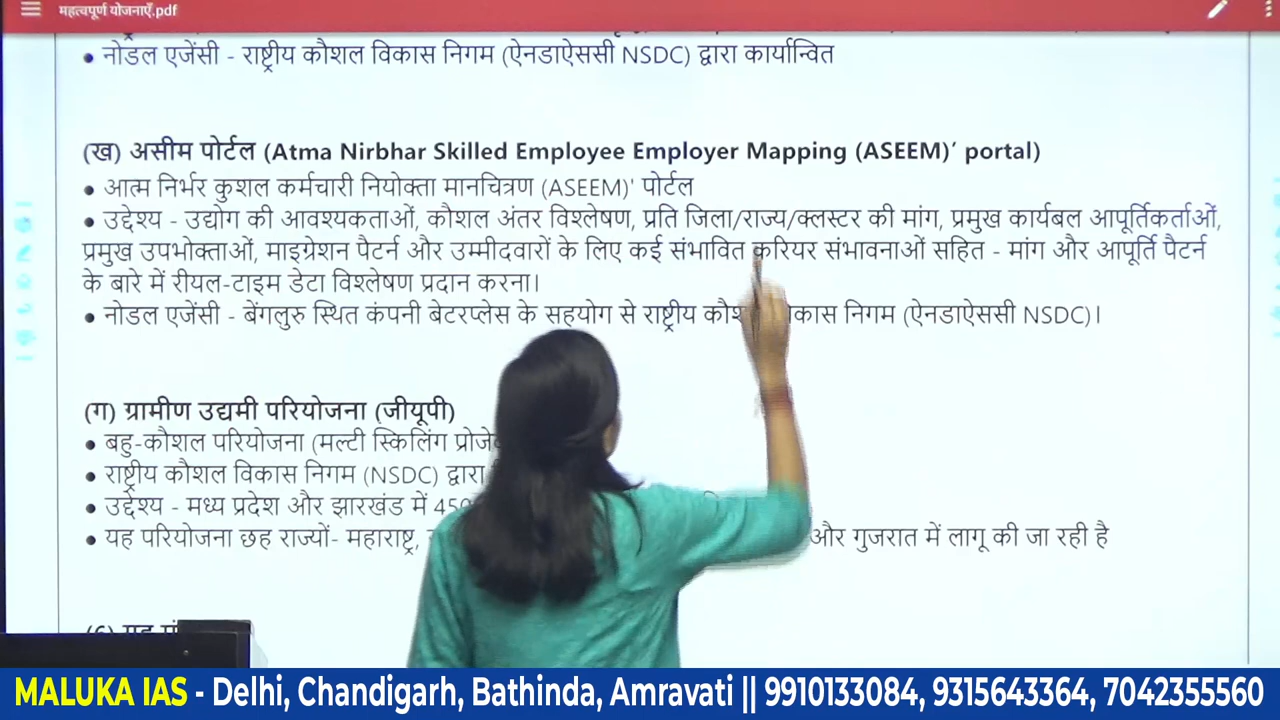 महत्वपूर्ण योजनाएँ.pdf
• नोडल एजेंसी - राष्ट्रीय कौशल विकास निगम (ऐनडाऐससी NSDC) द्वारा कार्यान्वित
(ख) असीम पोर्टल (Atma Nirbhar Skilled Employee Employer Mapping (ASEEM)’ portal)
• आत्म निर्भर कुशल कर्मचारी नियोक्ता मानचित्रण (ASEEM)' पोर्टल
• उद्देश्य - उद्योग की आवश्यकताओं, कौशल अंतर विश्लेषण, प्रति जिला/राज्य/क्लस्टर की मांग, प्रमुख कार्यबल आपूर्तिकर्ताओं,
प्रमुख उपभोक्ताओं, माइग्रेशन पैटर्न और उम्मीदवारों के लिए कई संभावित करियर संभावनाओं सहित - मांग और आपूर्ति पैटर्न
के बारे में रीयल-टाइम डेटा विश्लेषण प्रदान करना।
• नोडल एजेंसी - बेंगलुरु स्थित कंपनी बेटरप्लेस के सहयोग से राष्ट्रीय निगम (ऐनडाऐससी NSDC)।
(ग) ग्रामीण उद्यमी परियोजना (जीयूपी)
• बहु-कौशल परियोजना (मल्टी स्किलिंग
• राष्ट्रीय कौशल विकास निगम (NSDC) द्वारा
• उद्देश्य - मध्य प्रदेश और झारखंड में
• यह परियोजना छह राज्यों- महाराष्ट्र, और गुजरात में लागू की जा रही है
MALUKA IAS - Delhi, Chandigarh, Bathinda, Amravati || 9910133084, 9315643364, 7042355560